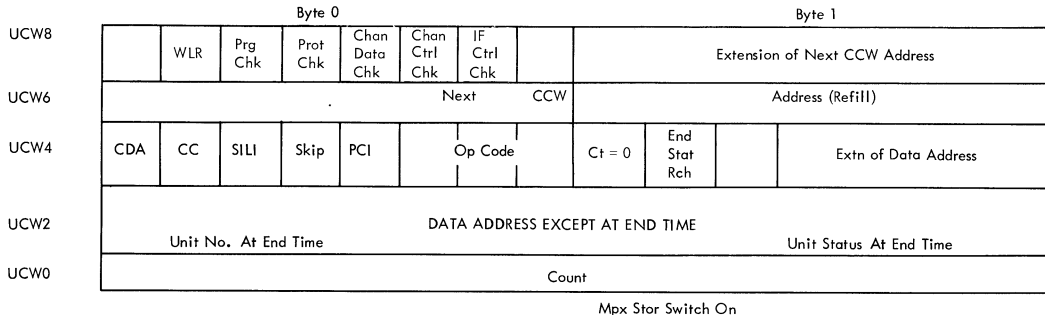 Byte 0 Byte 1
UCW8 WLR Prg Chk Prot Chk Chan Data Chk Chan Ctrl Chk IF Ctrl Chk Extension of Next CCW Address
UCW6 Next CCW Address (Refill)
UCW4 CDA CC SILI Skip PCI Op Code Ct = 0 End Stat Rch Extn of Data Address
UCW2 DATA ADDRESS EXCEPT AT END TIME
Unit No. At End Time Unit Status At End Time
UCW0 Count
Mpx Stor Switch On